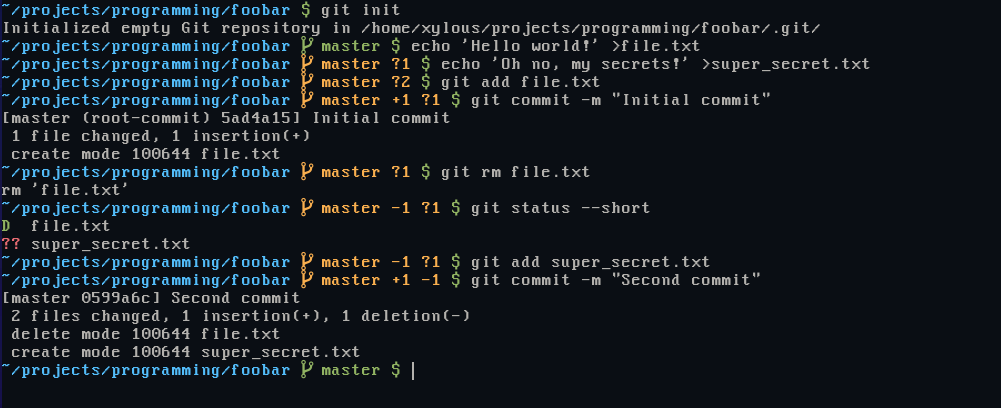 ~/projects/programming/foobar $ git init
Initialized empty Git repository in /home/xylous/projects/programming/foobar/.git/
~/projects/programming/foobar master $ echo 'Hello world!' >file.txt
~/projects/programming/foobar master ?1 $ echo 'Oh no, my secrets!' >super_secret.txt
~/projects/programming/foobar master ?2 $ git add file.txt
~/projects/programming/foobar master +1 ?1 $ git commit -m "Initial commit"
[master (root-commit) 5ad4a15] Initial commit
 1 file changed, 1 insertion(+)
 create mode 100644 file.txt
~/projects/programming/foobar master ?1 $ git rm file.txt
rm 'file.txt'
~/projects/programming/foobar master -1 ?1 $ git status --short
D  file.txt
?? super_secret.txt
~/projects/programming/foobar master -1 ?1 $ git add super_secret.txt
~/projects/programming/foobar master +1 -1 $ git commit -m "Second commit"
[master 0599a6c] Second commit
 2 files changed, 1 insertion(+), 1 deletion(-)
 delete mode 100644 file.txt
 create mode 100644 super_secret.txt
~/projects/programming/foobar master $